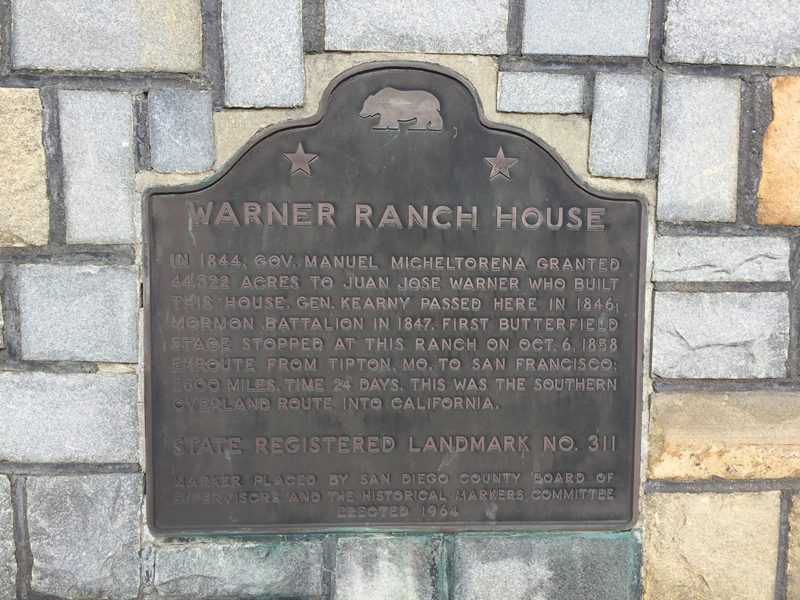 WARNER RANCH HOUSE
IN 1844, GOV. MANUEL MICHELTORENA GRANTED
44,322 ACRES TO JUAN JOSE WARNER WHO BUILT
THIS HOUSE. GEN. KEARNY PASSED HERE IN 1846;
MORMON BATTALION IN 1847. FIRST BUTTERFIELD
STAGE STOPPED AT THIS RANCH ON OCT. 6, 1858
ENROUTE FROM TIPTON, MO. TO SAN FRANCISCO;
2600 MILES, TIME, 24 DAYS. THIS WAS THE SOUTHERN
OVERLAND ROUTE INTO CALIFORNIA.
STATE REGISTERED LANDMARK NO. 311
MARKER PLACED BY SAN DIEGO COUNTY BOARD OF
SUPERVISORS AND THE HISTORICAL MARKERS COMMITTEE
ERECTED 1964